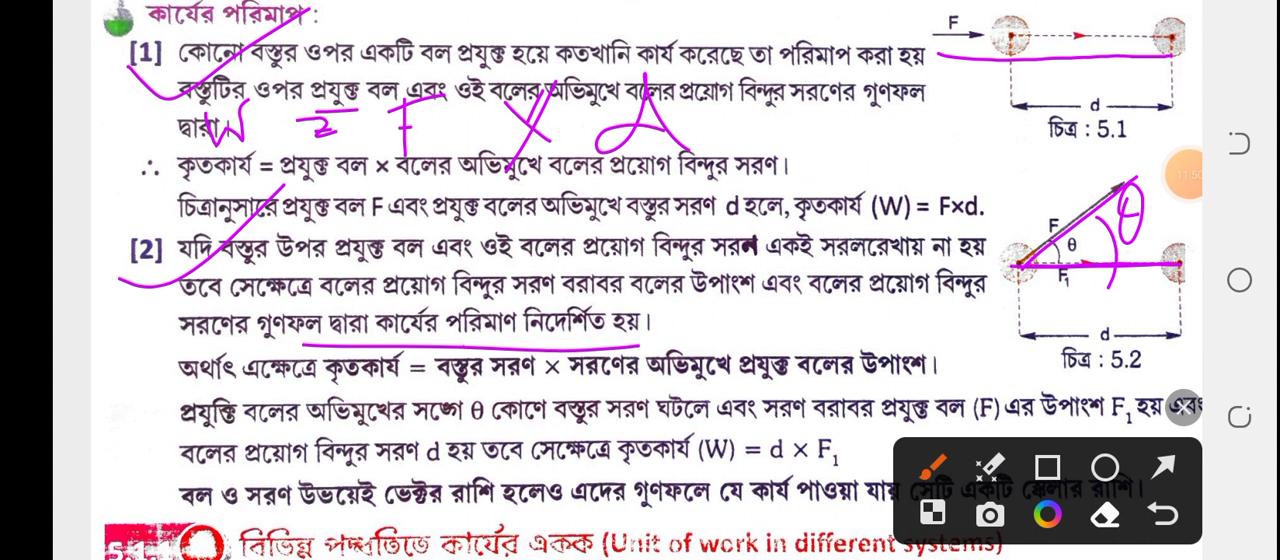 কার্যের পরিমাপ :
[1] কোনো বস্তুর ওপর একটি বল প্রযুক্ত হয়ে কতখানি কার্য করেছে তা পরিমাপ করা হয়
বস্তুটির ওপর প্রযুক্ত বল এবং ওই বলের অভিমুখে বলের প্রয়োগ বিন্দুর সরণের গুণফল
দ্বারা।
W = F x d
∴ কৃতকার্য = প্রযুক্ত বল × বলের অভিমুখে বলের প্রয়োগ বিন্দুর সরণ।
চিত্রানুসারে প্রযুক্ত বল F এবং প্রযুক্ত বলের অভিমুখে বস্তুর সরণ d হলে, কৃতকার্য (W) = F×d.
F
d
চিত্র : 5.1
11:50
[2] যদি বস্তুর উপর প্রযুক্ত বল এবং ওই বলের প্রয়োগ বিন্দুর সরন একই সরলরেখায় না হয়
তবে সেক্ষেত্রে বলের প্রয়োগ বিন্দুর সরণ বরাবর বলের উপাংশ এবং বলের প্রয়োগ বিন্দুর
সরণের গুণফল দ্বারা কার্যের পরিমাণ নির্দেশিত হয়।
F
θ
θ
F₁
d
চিত্র : 5.2
অর্থাৎ এক্ষেত্রে কৃতকার্য = বস্তুর সরণ × সরণের অভিমুখে প্রযুক্ত বলের উপাংশ।
প্রযুক্তি বলের অভিমুখের সঙ্গে θ কোণে বস্তুর সরণ ঘটলে এবং সরণ বরাবর প্রযুক্ত বল (F) এর উপাংশ F₁ হয় এবং
বলের প্রয়োগ বিন্দুর সরণ d হয় তবে সেক্ষেত্রে কৃতকার্য (W) = d × F₁
বল ও সরণ উভয়েই ভেক্টর রাশি হলেও এদের গুণফলে যে কার্য পাওয়া যায় সেটি একটি স্কেলার রাশি।
বিভিন্ন পদ্ধতিতে কার্যের একক (Unit of work in different systems)